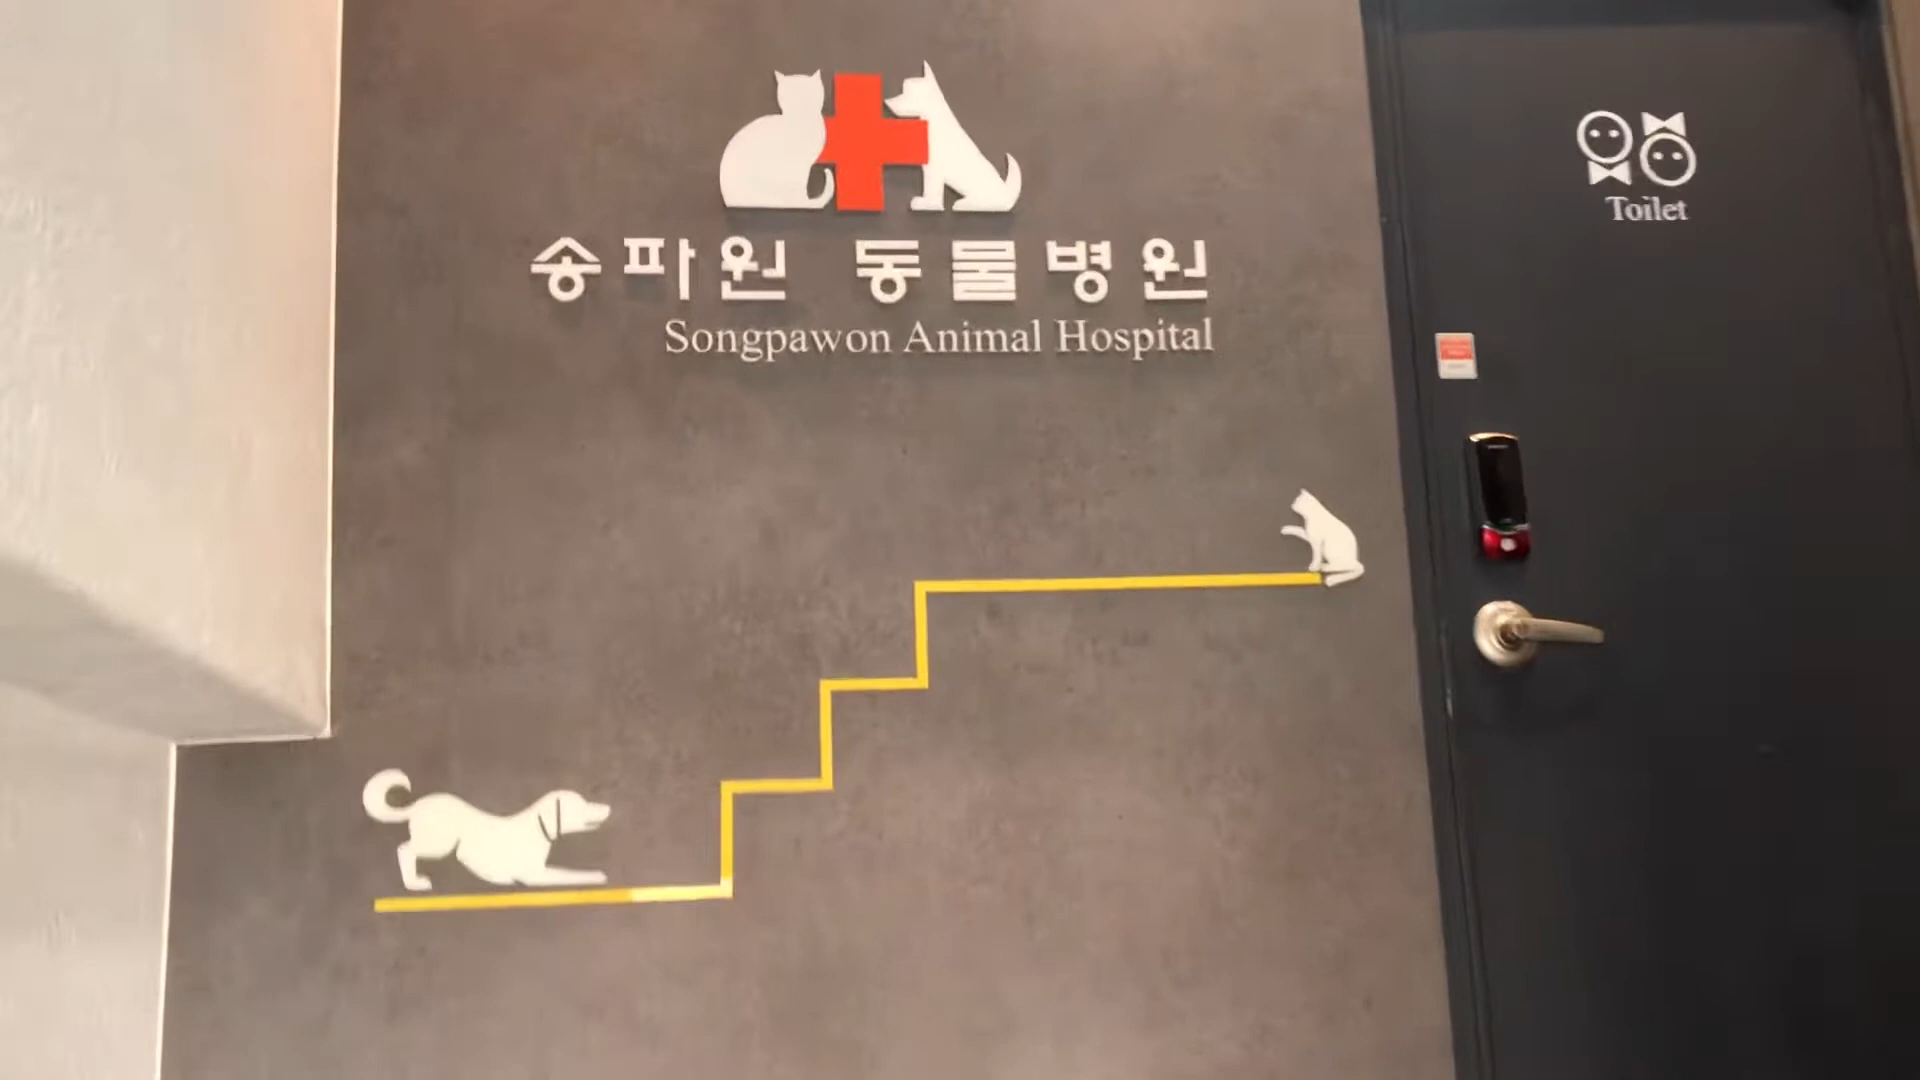 송파원 동물병원
Songpawon Animal Hospital
Toilet